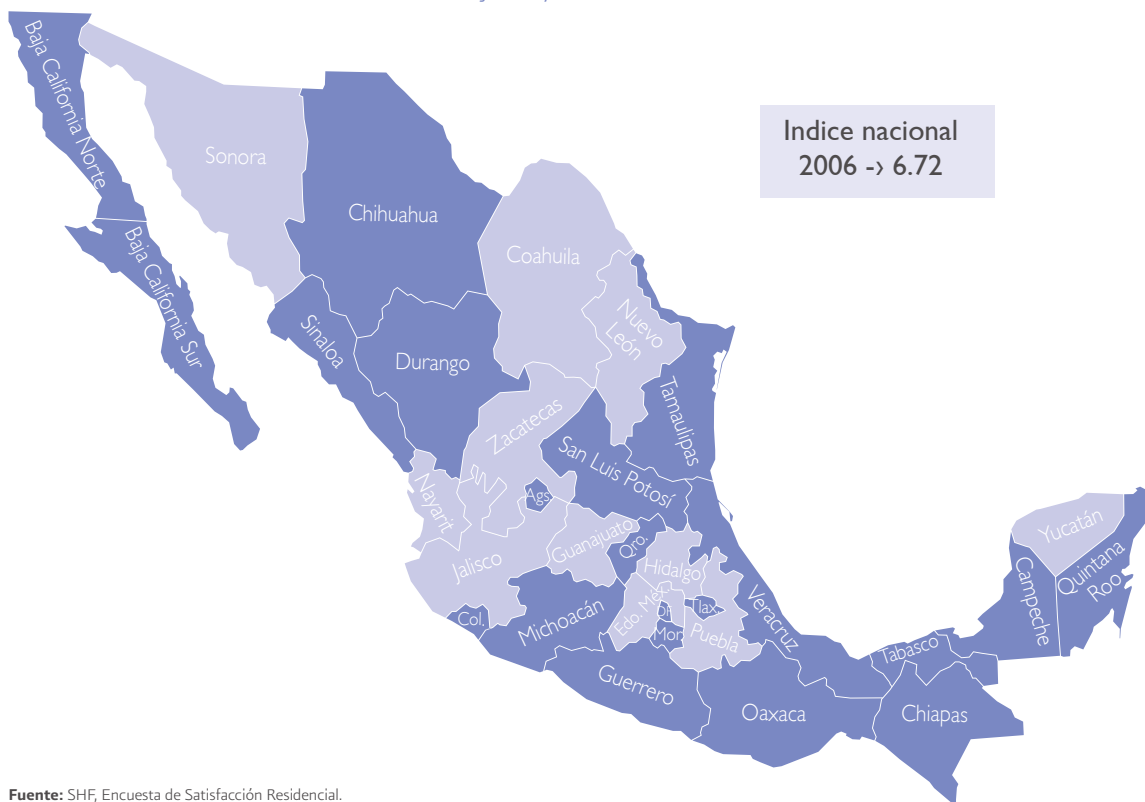 Baja California Norte
Sonora
Indice nacional
2006 -> 6.72
Chihuahua
Baja California Sur
Coahuila
Nuevo
León
Sinaloa
Durango
Tamaulipas
Zacatecas
San Luis Potosí
Nayarit
Ags.
Yucatán
Guanajuato
Qro.
Jalisco
Hidalgo
Campeche
Quintana
Roo
Edo. Méx.
DF
Tlax.
Veracruz
Col.
Michoacán
Mor.
Puebla
Tabasco
Guerrero
Oaxaca
Chiapas
Fuente: SHF, Encuesta de Satisfacción Residencial.